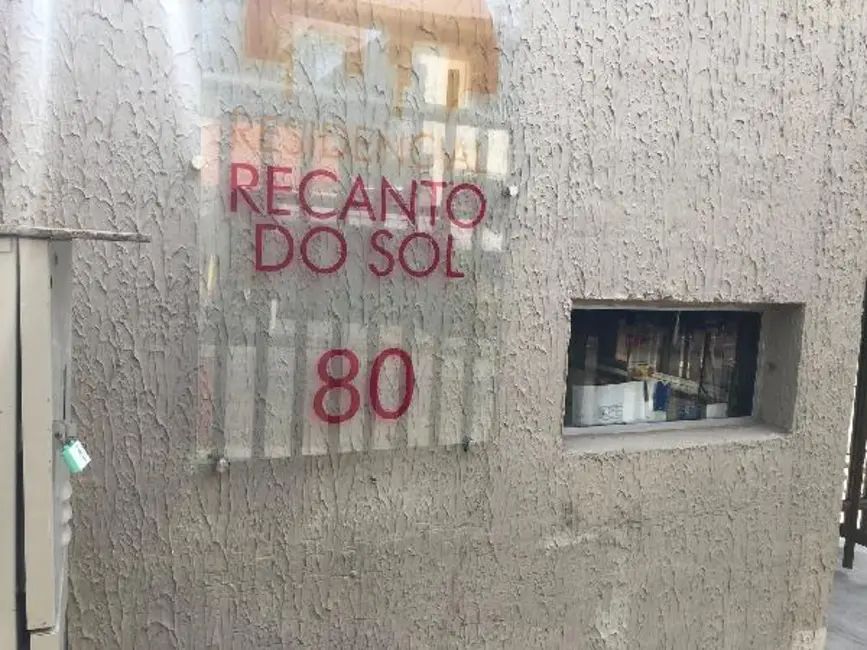 RESIDENCIAL
RECANTO
DO SOL
80